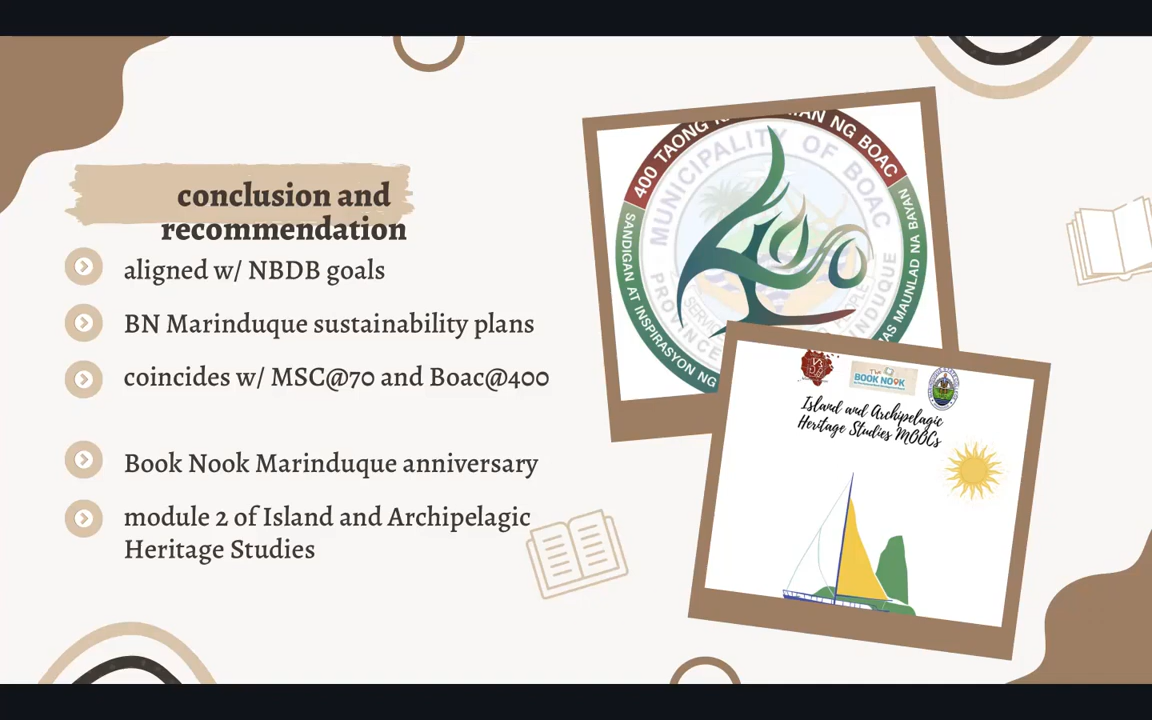 conclusion and
recommendation
aligned w/ NBDB goals
BN Marinduque sustainability plans
coincides w/ MSC@70 and Boac@400
Book Nook Marinduque anniversary
module 2 of Island and Archipelagic
Heritage Studies
400 TAONG
NG BOAC
MUNICIPALITY OF BOAC
SANDIGAN AT INSPIRASYON NG
MAUNLAD NA BAYAN
PROVINCE
The
BOOK NOOK
Island and Archipelagic
Heritage Studies MOOCs